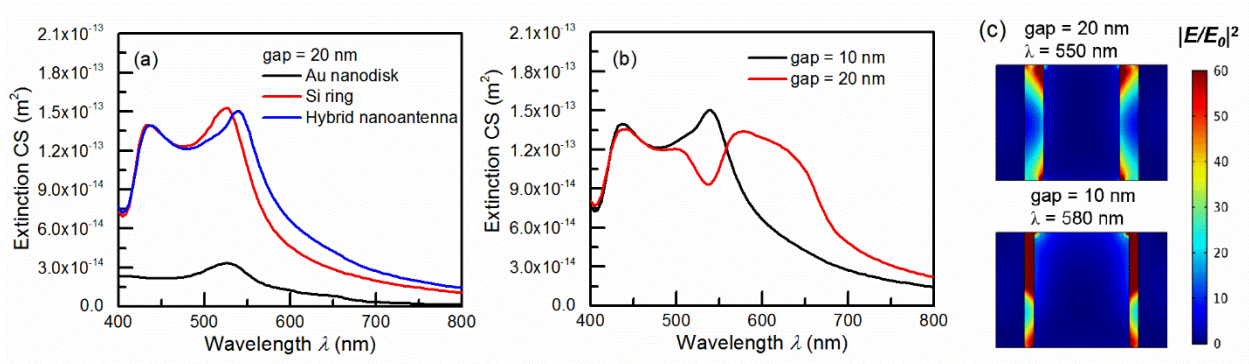 (a)
gap = 20 nm
Au nanodisk
Si ring
Hybrid nanoantenna
Extinction CS (m²)
2.1x10⁻¹³
1.8x10⁻¹³
1.5x10⁻¹³
1.2x10⁻¹³
9.0x10⁻¹⁴
6.0x10⁻¹⁴
3.0x10⁻¹⁴
0.0
400 500 600 700 800
Wavelength λ (nm)
(b)
gap = 10 nm
gap = 20 nm
Extinction CS (m²)
2.1x10⁻¹³
1.8x10⁻¹³
1.5x10⁻¹³
1.2x10⁻¹³
9.0x10⁻¹⁴
6.0x10⁻¹⁴
3.0x10⁻¹⁴
0.0
400 500 600 700 800
Wavelength λ (nm)
(c)
gap = 20 nm
λ = 550 nm
gap = 10 nm
λ = 580 nm
|E/E₀|²
60
50
40
30
20
10
0